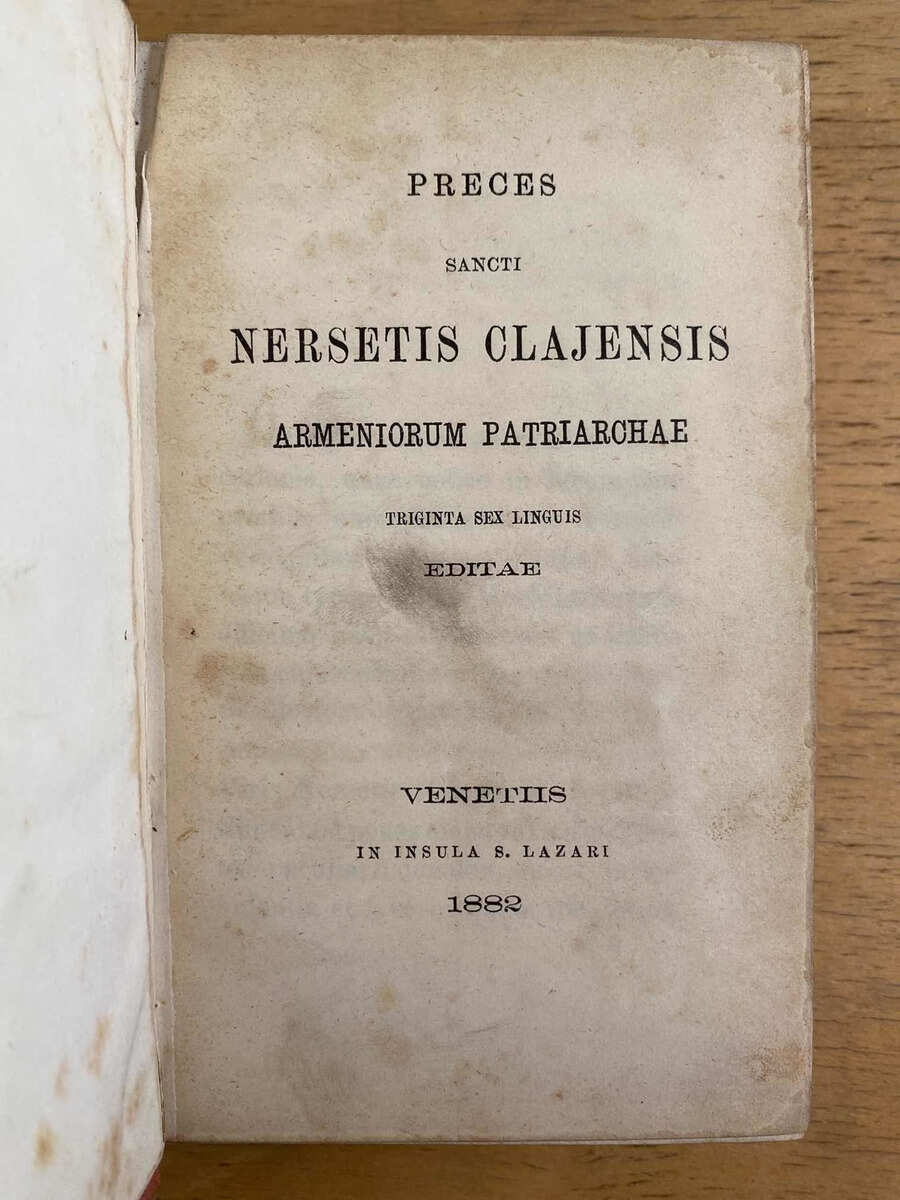 PRECES
SANCTI
NERSETIS CLAJENSIS
ARMENIORUM PATRIARCHAE
TRIGINTA SEX LINGUIS
EDITAE
VENETIIS
IN INSULA S. LAZARI
1882